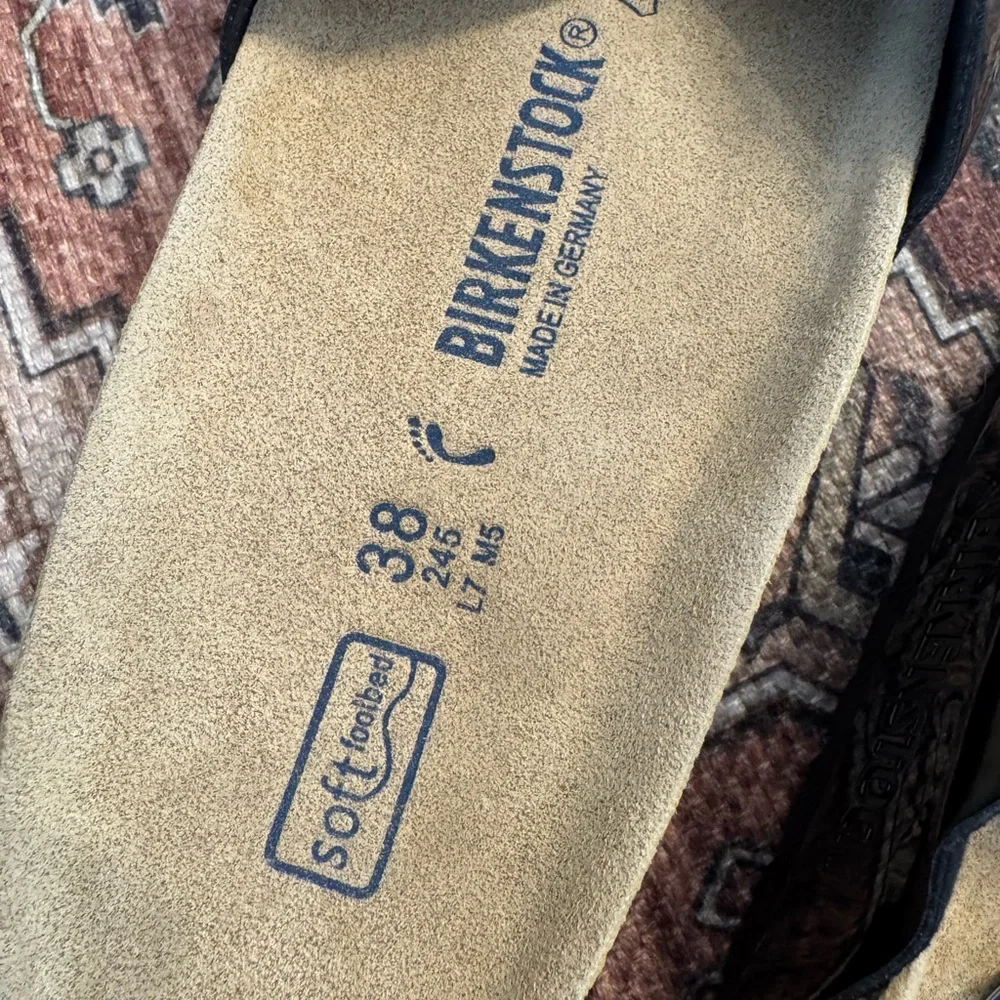 BIRKENSTOCK®
MADE IN GERMANY
38
245
L7 M5
soft footbed